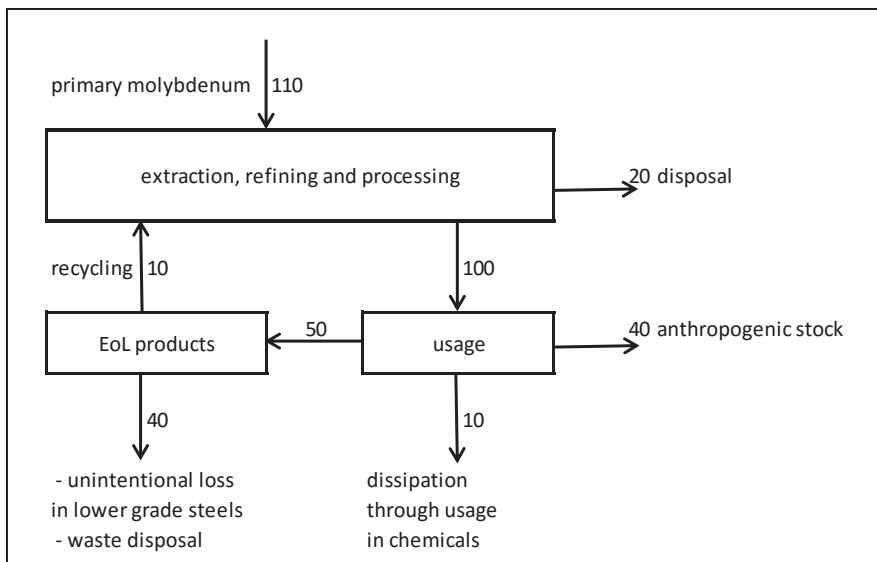 primary molybdenum 110
extraction, refining and processing
20 disposal
recycling 10
100
EoL products
50
usage
40 anthropogenic stock
40
10
- unintentional loss
in lower grade steels
- waste disposal
dissipation
through usage
in chemicals